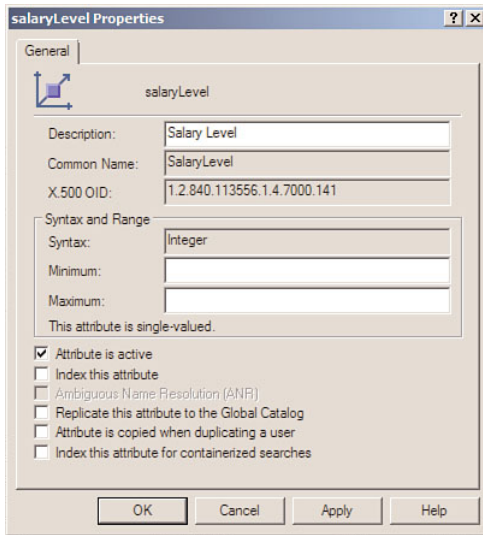 salaryLevel Properties
General
salaryLevel
Description: Salary Level
Common Name: SalaryLevel
X.500 OID: 1.2.840.113556.1.4.7000.141
Syntax and Range
Syntax: Integer
Minimum:
Maximum:
This attribute is single-valued.
Attribute is active
Index this attribute
Ambiguous Name Resolution (ANR)
Replicate this attribute to the Global Catalog
Attribute is copied when duplicating a user
Index this attribute for containerized searches
OK Cancel Apply Help